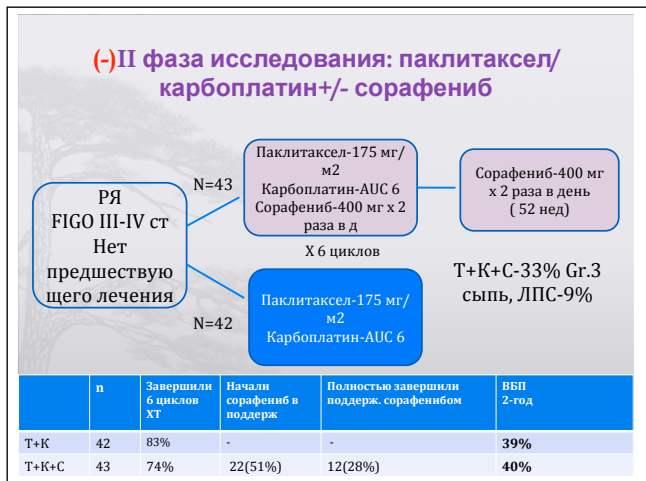 (-)II фаза исследования: паклитаксел/
карбоплатин+/- сорафениб
РЯ
FIGO III-IV ст
Нет
предшествую
щего лечения
N=43
N=42
Паклитаксел-175 мг/
м2
Карбоплатин-AUC 6
Сорафениб-400 мг х 2
раза в д
Х 6 циклов
Паклитаксел-175 мг/
м2
Карбоплатин-AUC 6
Сорафениб-400 мг
х 2 раза в день
( 52 нед)
Т+К+С-33% Gr.3
сыпь, ЛПС-9%
n
Завершили
6 циклов
ХТ
Начали
сорафениб в
поддерж
Полностью завершили
поддерж. сорафенибом
ВБП
2-год
Т+К 42 83% - - 39%
Т+К+С 43 74% 22(51%) 12(28%) 40%